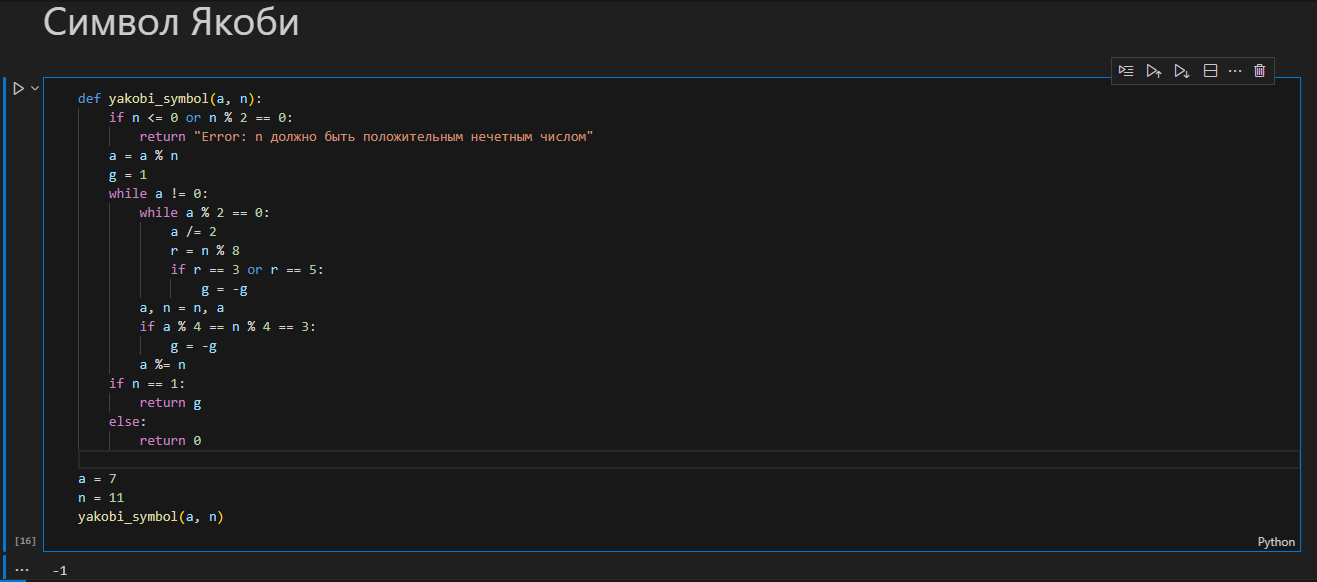 Символ Якоби
def yakobi_symbol(a, n):
    if n <= 0 or n % 2 == 0:
        return "Error: n должно быть положительным нечетным числом"
    a = a % n
    g = 1
    while a != 0:
        while a % 2 == 0:
            a /= 2
            r = n % 8
            if r == 3 or r == 5:
                g = -g
        a, n = n, a
        if a % 4 == n % 4 == 3:
            g = -g
        a %= n
    if n == 1:
        return g
    else:
        return 0
a = 7
n = 11
yakobi_symbol(a, n)
[16]
Python
-1